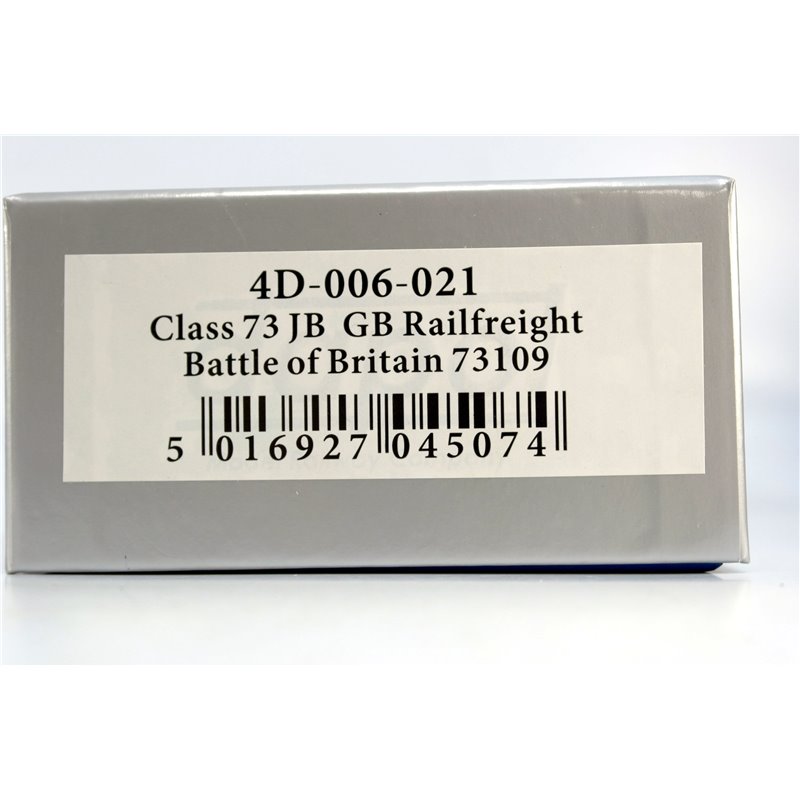 4D-006-021
Class 73 JB  GB Railfreight
Battle of Britain 73109
5 016927 045074